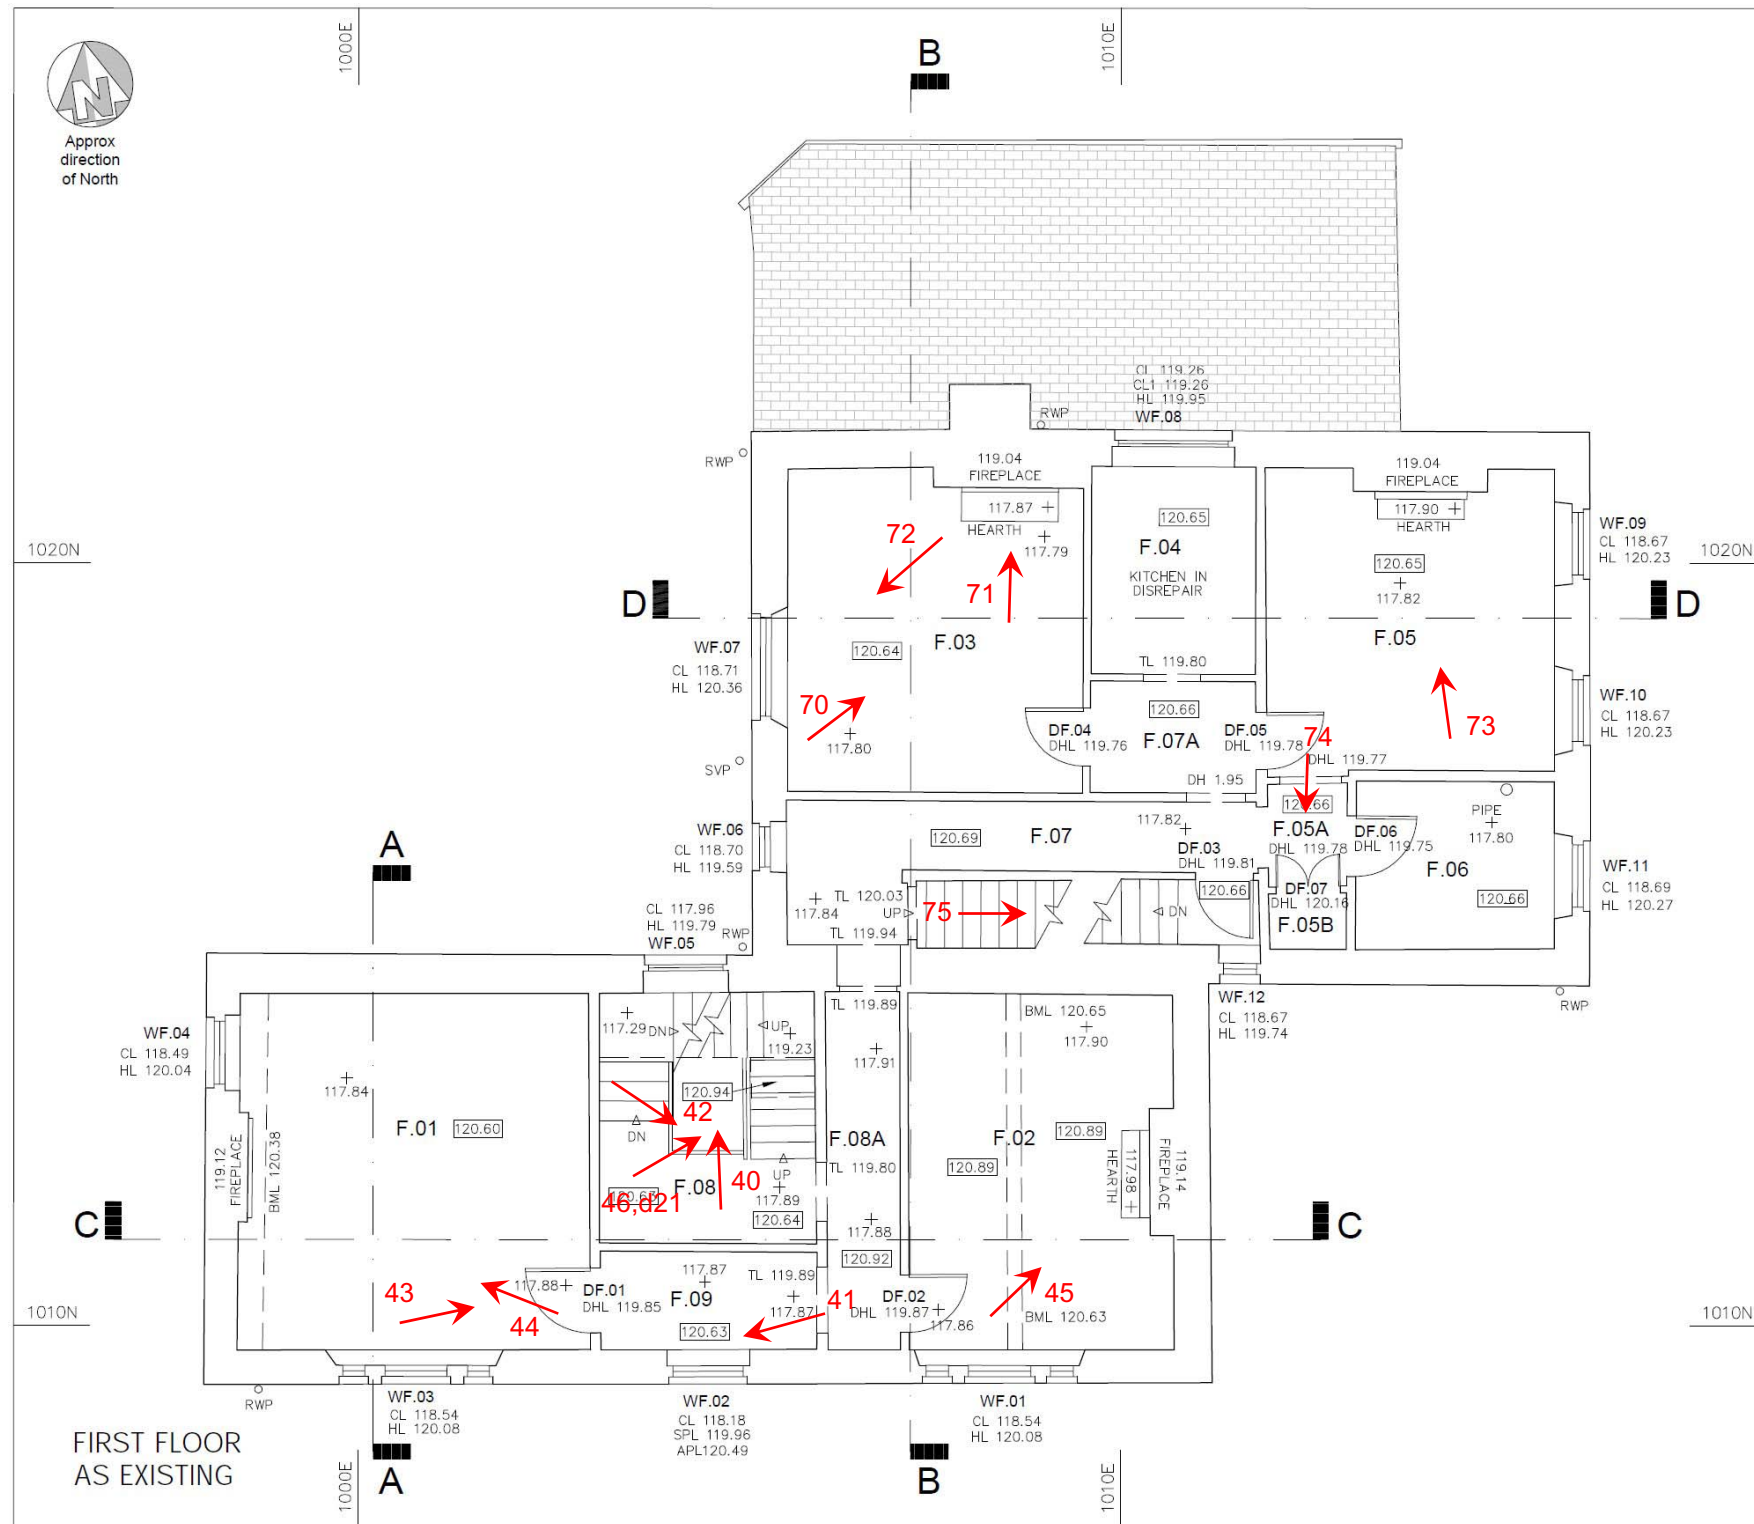 1000E
1010E
B
N
Approx
direction
of North
CL 119.26
CL1 119.26
HL 119.95
WF.08
RWP
RWP
119.04
FIREPLACE
119.04
FIREPLACE
117.87
HEARTH
117.79
117.90
HEARTH
72
71
120.65
F.04
KITCHEN IN
DISREPAIR
120.65
117.82
WF.09
CL 118.67
HL 120.23
1020N
1020N
D
D
WF.07
CL 118.71
HL 120.36
120.64
F.03
F.05
TL 119.80
70
117.80
120.66
DF.04
DHL 119.76
F.07A
DF.05
DHL 119.78
74
DHL 119.77
73
WF.10
CL 118.67
HL 120.23
SVP
DH 1.95
120.66
PIPE
117.80
WF.06
CL 118.70
HL 119.59
120.69
F.07
117.82
DF.03
DHL 119.81
F.05A
DHL 119.78
DF.06
DHL 119.75
F.06
120.66
WF.11
CL 118.69
HL 120.27
A
120.66
DF.07
DHL 120.16
F.05B
117.84
TL 120.03
UP
TL 119.94
75
DN
CL 117.96
HL 119.79
WF.05
RWP
WF.12
CL 118.67
HL 119.74
RWP
WF.04
CL 118.49
HL 120.04
117.29
DN
UP
119.23
TL 119.89
BML 120.65
117.90
117.84
117.91
120.94
42
F.01
120.60
DN
F.08A
F.02
120.89
119.12
FIREPLACE
BML 120.38
TL 119.80
120.89
HEARTH
117.98
FIREPLACE
119.14
UP
F.08
40
46,d21
120.63
117.89
120.64
117.88
C
C
120.92
117.87
TL 119.89
117.88
DF.01
DHL 119.85
F.09
117.87
41
DF.02
DHL 119.87
117.86
45
BML 120.63
43
44
120.63
1010N
1010N
RWP
WF.03
CL 118.54
HL 120.08
WF.02
CL 118.18
SPL 119.96
APL120.49
WF.01
CL 118.54
HL 120.08
FIRST FLOOR
AS EXISTING
1000E
A
B
1010E